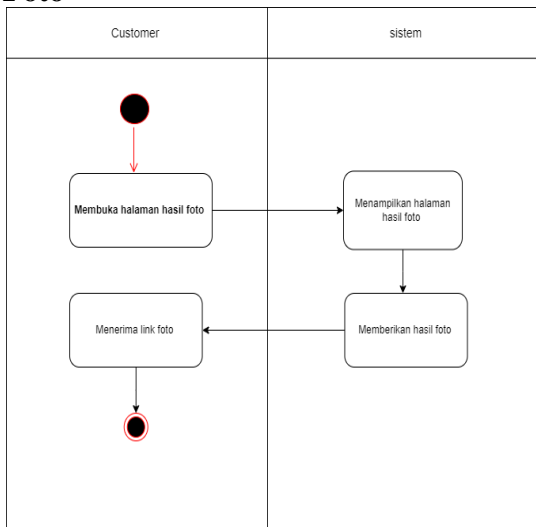 Customer
sistem
Membuka halaman hasil foto
Menampilkan halaman
hasil foto
Menerima link foto
Memberikan hasil foto